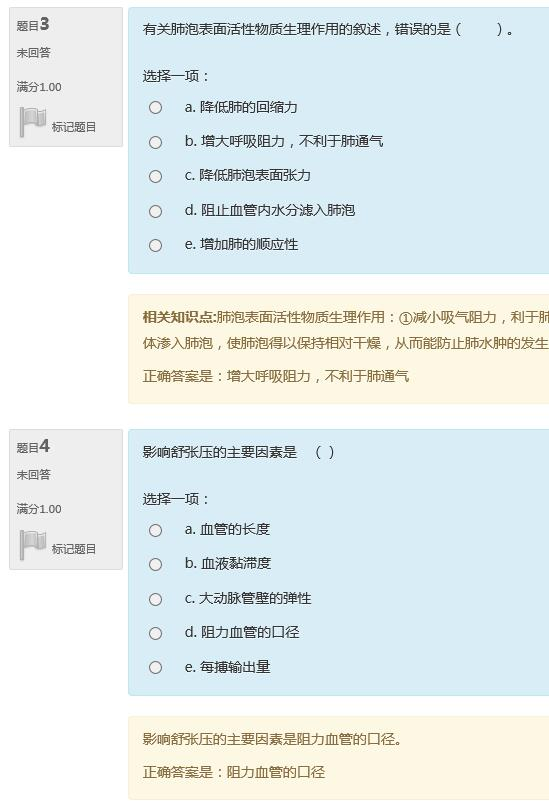 题目3
未回答
满分1.00
标记题目
有关肺泡表面活性物质生理作用的叙述，错误的是（　　）。
选择一项：
a. 降低肺的回缩力
b. 增大呼吸阻力，不利于肺通气
c. 降低肺泡表面张力
d. 阻止血管内水分滤入肺泡
e. 增加肺的顺应性
相关知识点:肺泡表面活性物质生理作用：①减小吸气阻力，利于肺
体渗入肺泡，使肺泡得以保持相对干燥，从而能防止肺水肿的发生
正确答案是：增大呼吸阻力，不利于肺通气
题目4
未回答
满分1.00
标记题目
影响舒张压的主要因素是　（ ）
选择一项：
a. 血管的长度
b. 血液黏滞度
c. 大动脉管壁的弹性
d. 阻力血管的口径
e. 每搏输出量
影响舒张压的主要因素是阻力血管的口径。
正确答案是：阻力血管的口径